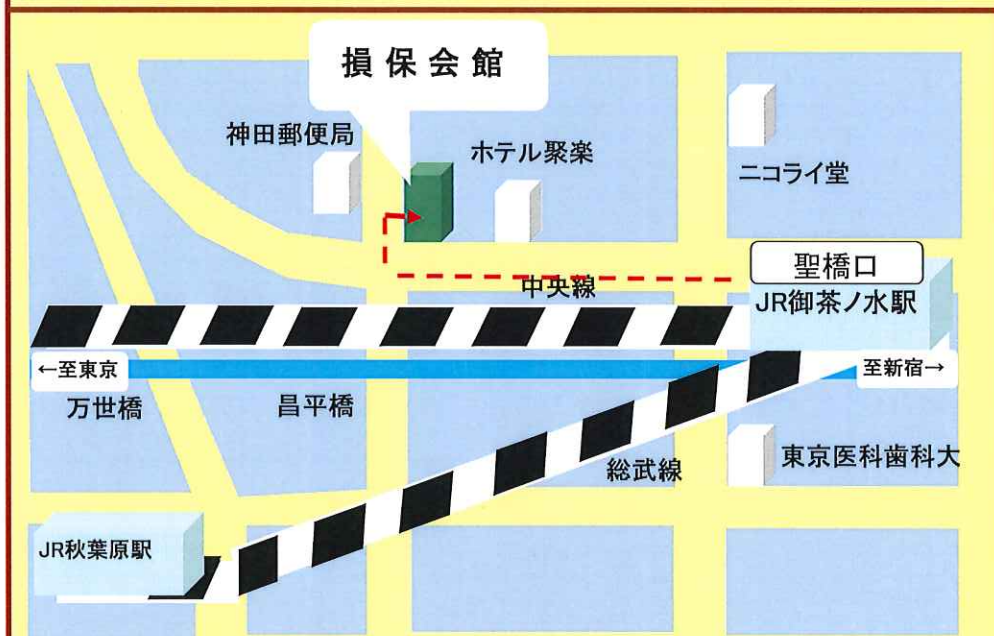 損保会館
神田郵便局
ホテル聚楽
ニコライ堂
聖橋口
中央線
JR御茶ノ水駅
←至東京
至新宿→
万世橋
昌平橋
総武線
東京医科歯科大
JR秋葉原駅